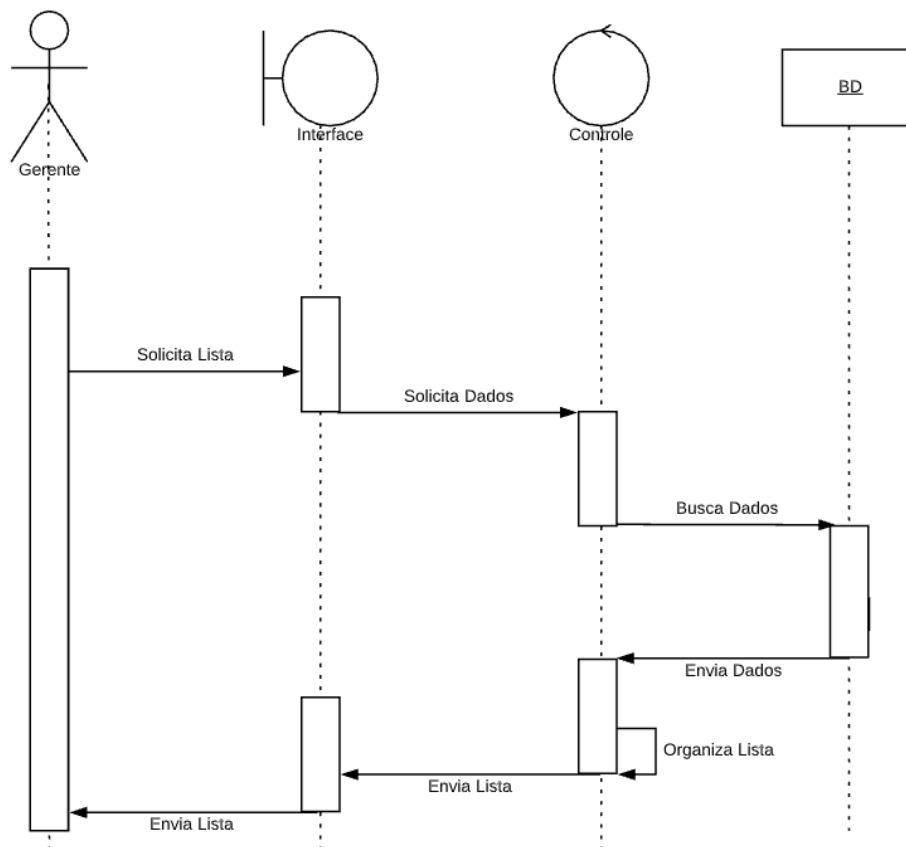 BD
Interface
Controle
Gerente
Solicita Lista
Solicita Dados
Busca Dados
Envia Dados
Organiza Lista
Envia Lista
Envia Lista